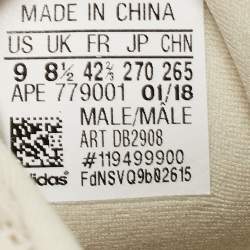 MADE IN CHINA
US UK FR JP CHN
9 8½ 42⅔ 270 265
APE 779001 01/18
MALE/MÂLE
ART DB2908
#119499900
adidas FdNSVQ9b02615